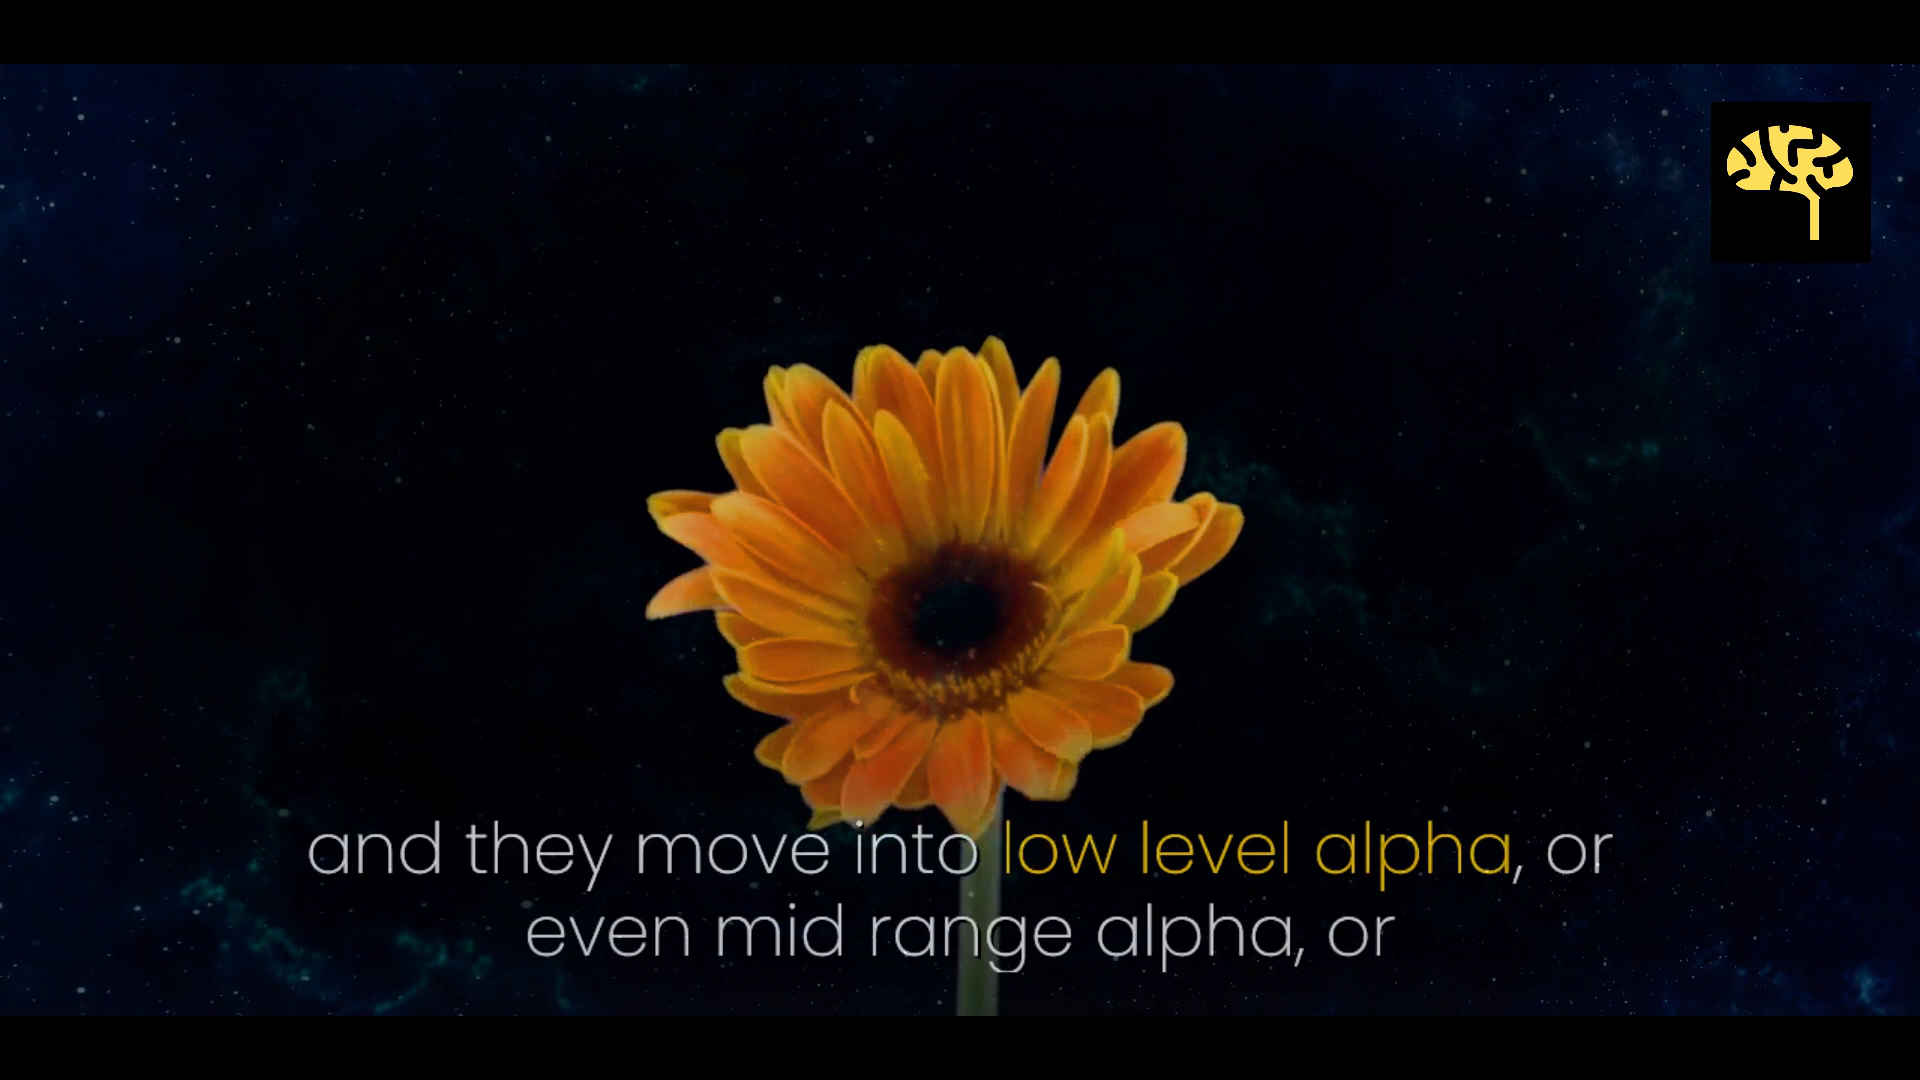 and they move into low level alpha, or
even mid range alpha, or